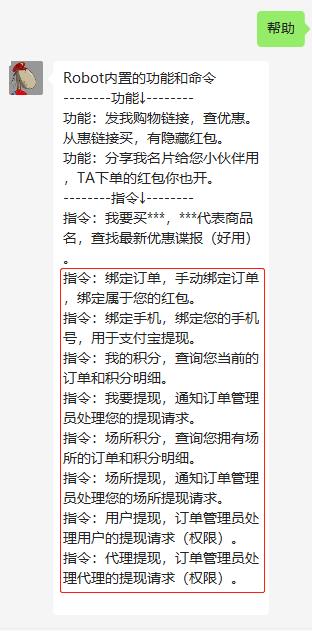 帮助
Robot内置的功能和命令
--------功能↓--------
功能：发我购物链接，查优惠。
从惠链接买，有隐藏红包。
功能：分享我名片给您小伙伴用
，TA下单的红包你也开。
--------指令↓--------
指令：我要买***，***代表商品
名，查找最新优惠谍报（好用）
。
指令：绑定订单，手动绑定订单
，绑定属于您的红包。
指令：绑定手机，绑定您的手机
号，用于支付宝提现。
指令：我的积分，查询您当前的
订单和积分明细。
指令：我要提现，通知订单管理
员处理您的提现请求。
指令：场所积分，查询您拥有场
所的订单和积分明细。
指令：场所提现，通知订单管理
员处理您的场所提现请求。
指令：用户提现，订单管理员处
理用户的提现请求（权限）。
指令：代理提现，订单管理员处
理代理的提现请求（权限）。